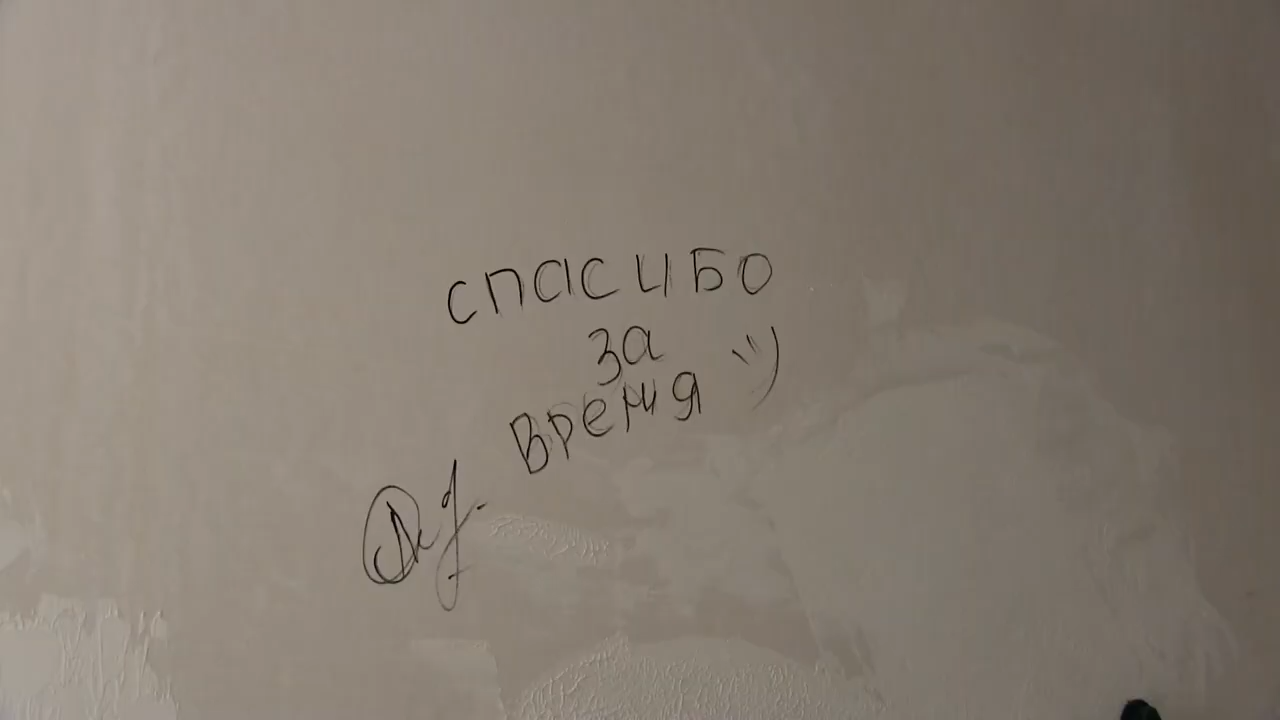 спасибо
за
время :)